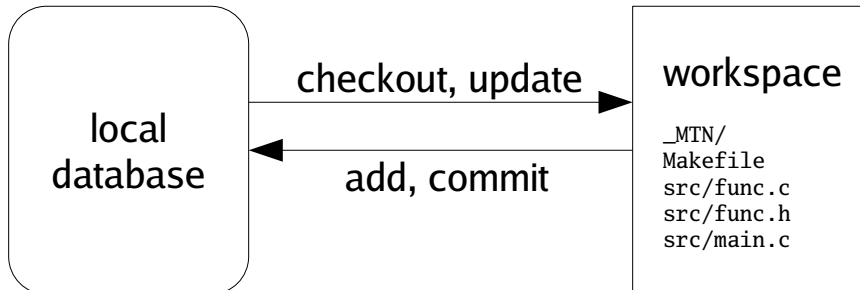 local
database
checkout, update
add, commit
workspace
_MTN/
Makefile
src/func.c
src/func.h
src/main.c